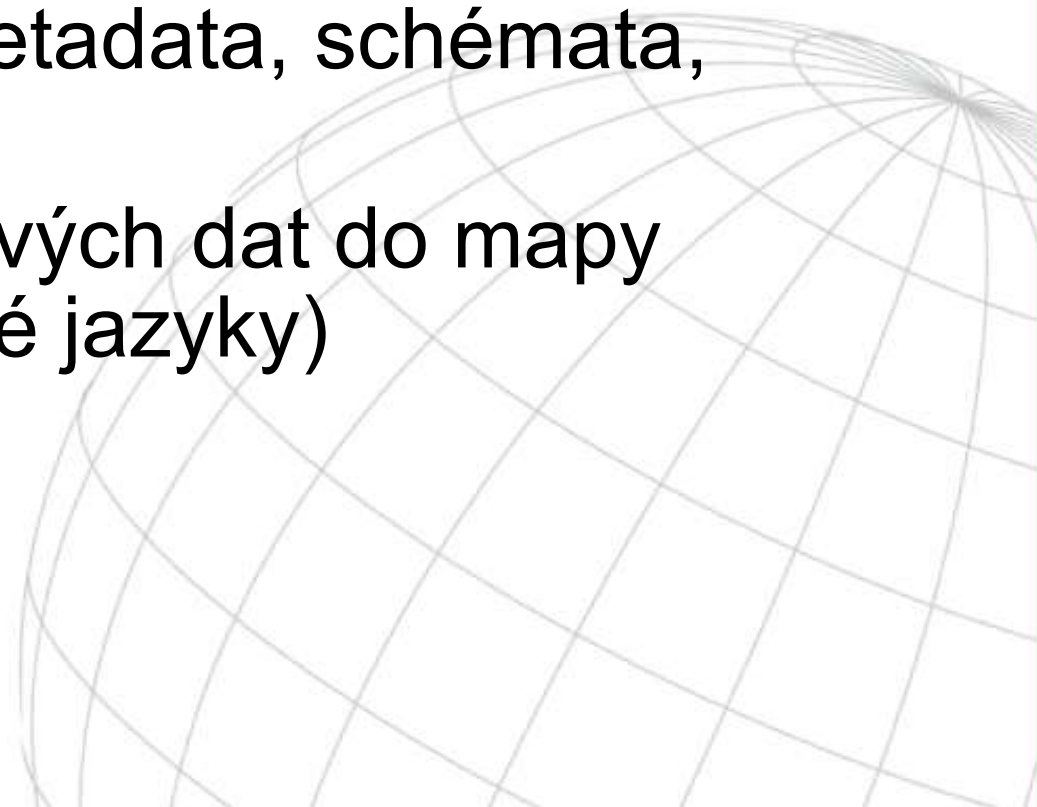 etadata, schémata,
vých dat do mapy
é jazyky)